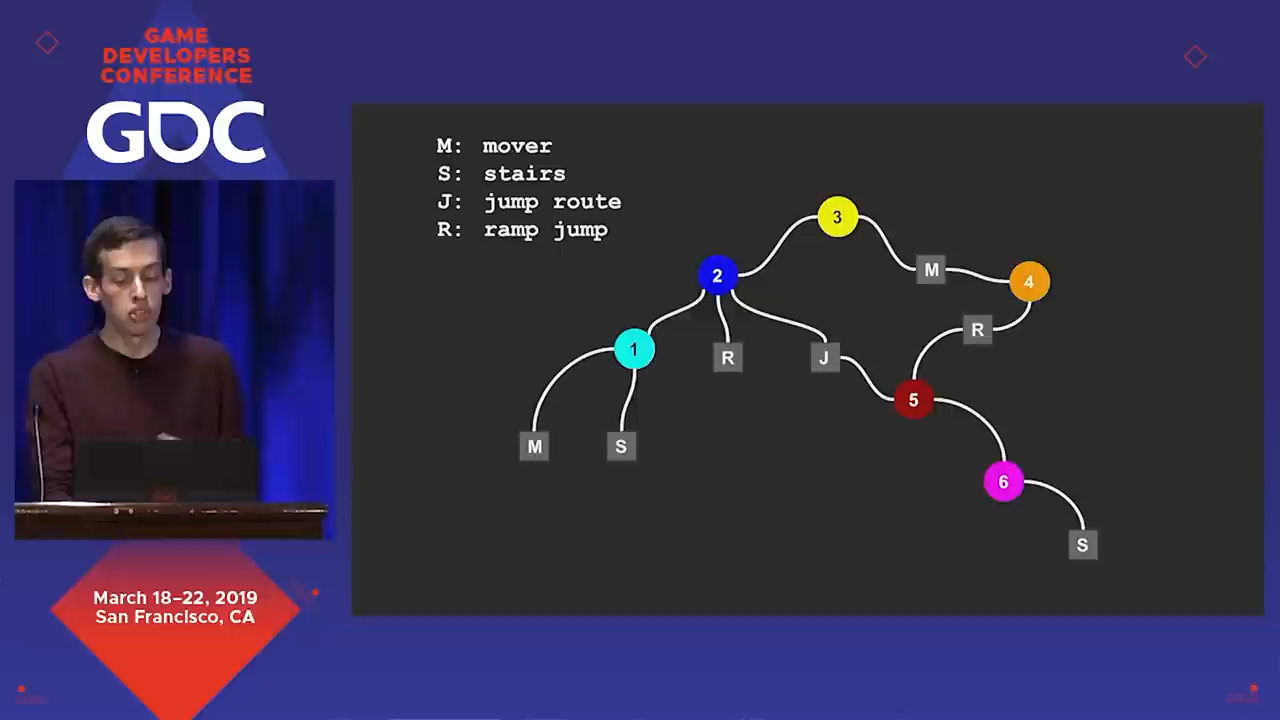 GAME
DEVELOPERS
CONFERENCE
GDC
M: mover
S: stairs
J: jump route
R: ramp jump
3
2
M
4
R
1
R
J
5
M
S
6
S
March 18–22, 2019
San Francisco, CA